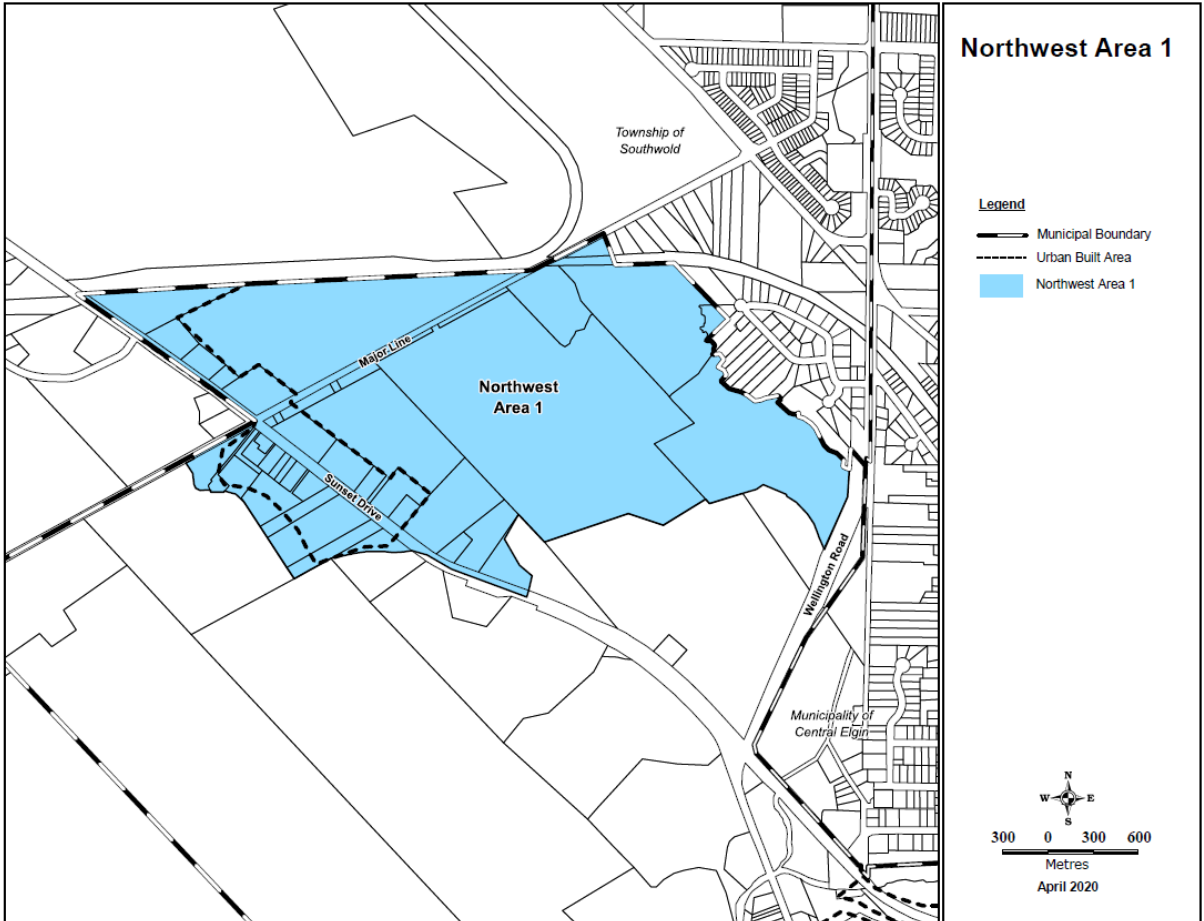 Northwest Area 1
Township of
Southwold
Legend
Municipal Boundary
Urban Built Area
Northwest Area 1
Major Line
Northwest
Area 1
Sunset Drive
Wellington Road
Municipality of
Central Elgin
N
W E
S
300 0 300 600
Metres
April 2020